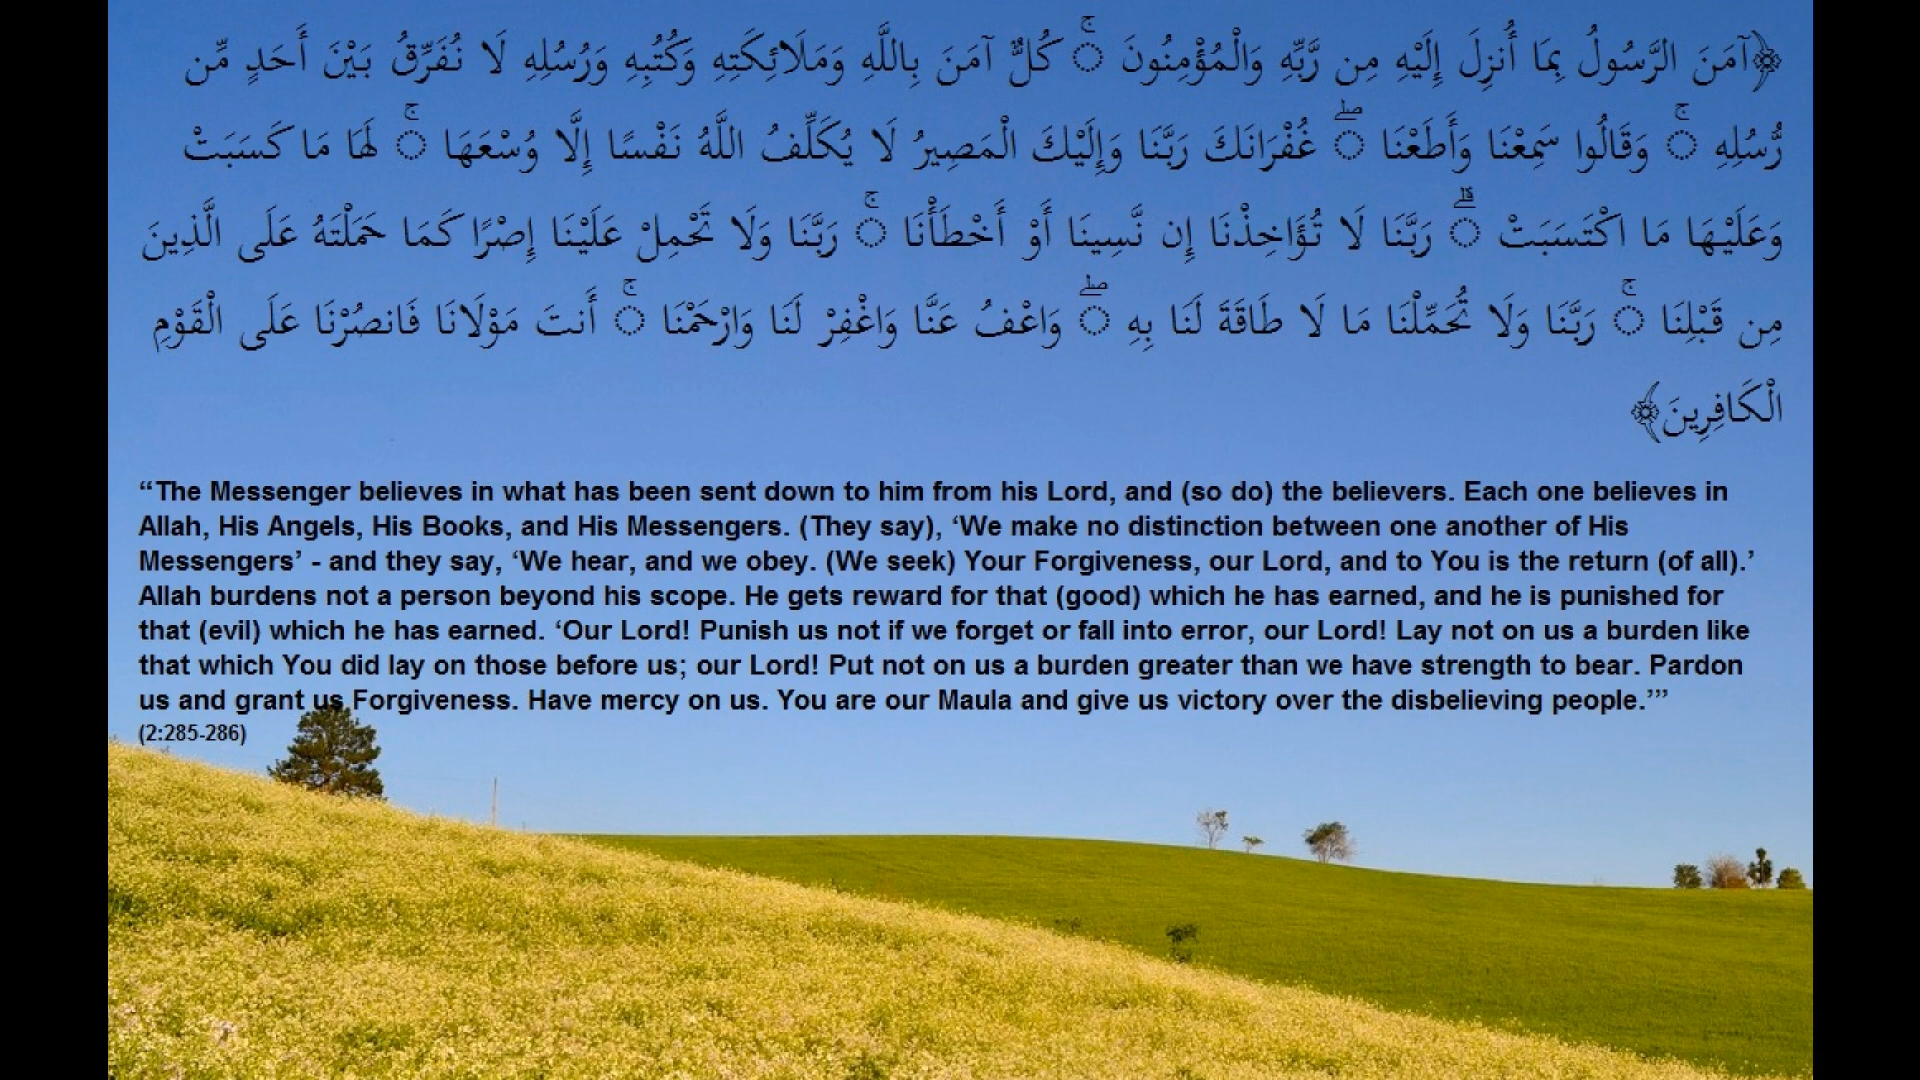 ﴿آمَنَ الرَّسُولُ بِمَا أُنزِلَ إِلَيْهِ مِن رَّبِّهِ وَالْمُؤْمِنُونَ ۚ كُلٌّ آمَنَ بِاللَّهِ وَمَلَائِكَتِهِ وَكُتُبِهِ وَرُسُلِهِ لَا نُفَرِّقُ بَيْنَ أَحَدٍ مِّن
رُّسُلِهِ ۚ وَقَالُوا سَمِعْنَا وَأَطَعْنَا ۖ غُفْرَانَكَ رَبَّنَا وَإِلَيْكَ الْمَصِيرُ لَا يُكَلِّفُ اللَّهُ نَفْسًا إِلَّا وُسْعَهَا ۚ لَهَا مَا كَسَبَتْ
وَعَلَيْهَا مَا اكْتَسَبَتْ ۗ رَبَّنَا لَا تُؤَاخِذْنَا إِن نَّسِينَا أَوْ أَخْطَأْنَا ۚ رَبَّنَا وَلَا تَحْمِلْ عَلَيْنَا إِصْرًا كَمَا حَمَلْتَهُ عَلَى الَّذِينَ
مِن قَبْلِنَا ۚ رَبَّنَا وَلَا تُحَمِّلْنَا مَا لَا طَاقَةَ لَنَا بِهِ ۖ وَاعْفُ عَنَّا وَاغْفِرْ لَنَا وَارْحَمْنَا ۚ أَنتَ مَوْلَانَا فَانصُرْنَا عَلَى الْقَوْمِ
الْكَافِرِينَ﴾
“The Messenger believes in what has been sent down to him from his Lord, and (so do) the believers. Each one believes in
Allah, His Angels, His Books, and His Messengers. (They say), ‘We make no distinction between one another of His
Messengers’ - and they say, ‘We hear, and we obey. (We seek) Your Forgiveness, our Lord, and to You is the return (of all).’
Allah burdens not a person beyond his scope. He gets reward for that (good) which he has earned, and he is punished for
that (evil) which he has earned. ‘Our Lord! Punish us not if we forget or fall into error, our Lord! Lay not on us a burden like
that which You did lay on those before us; our Lord! Put not on us a burden greater than we have strength to bear. Pardon
us and grant us Forgiveness. Have mercy on us. You are our Maula and give us victory over the disbelieving people.’”
(2:285-286)